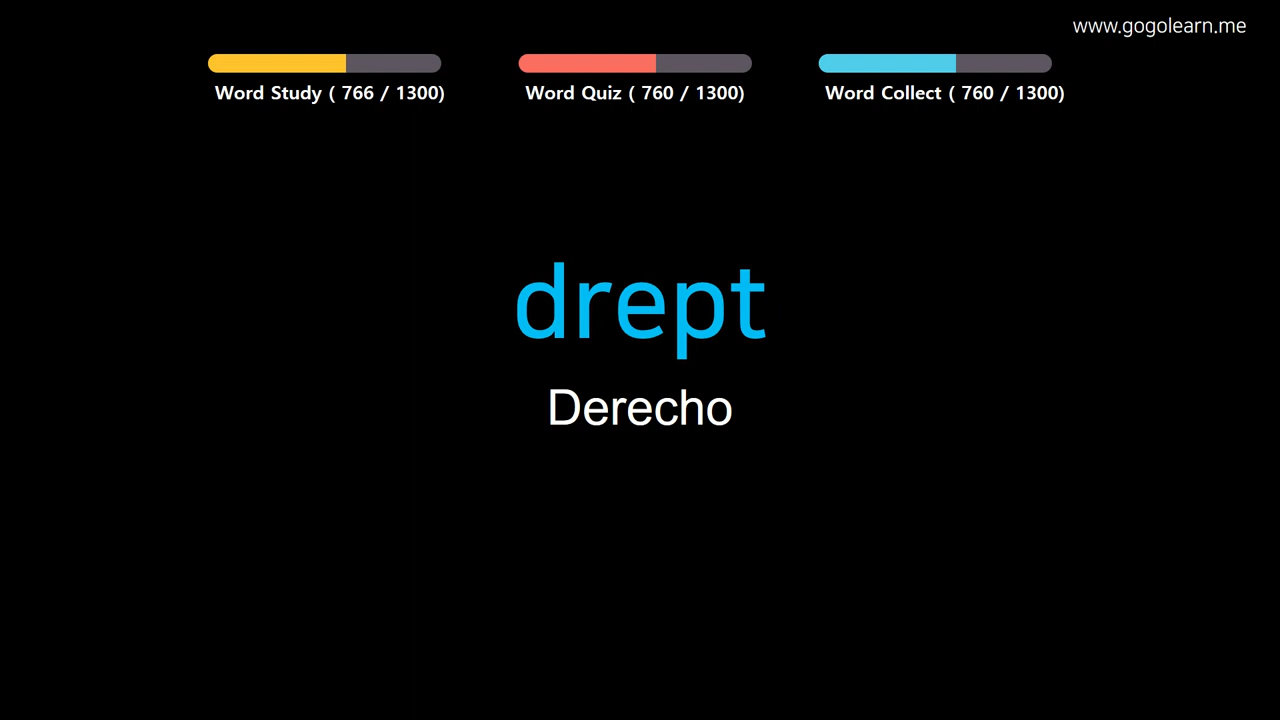 www.gogolearn.me
Word Study ( 766 / 1300)
Word Quiz ( 760 / 1300)
Word Collect ( 760 / 1300)
drept
Derecho